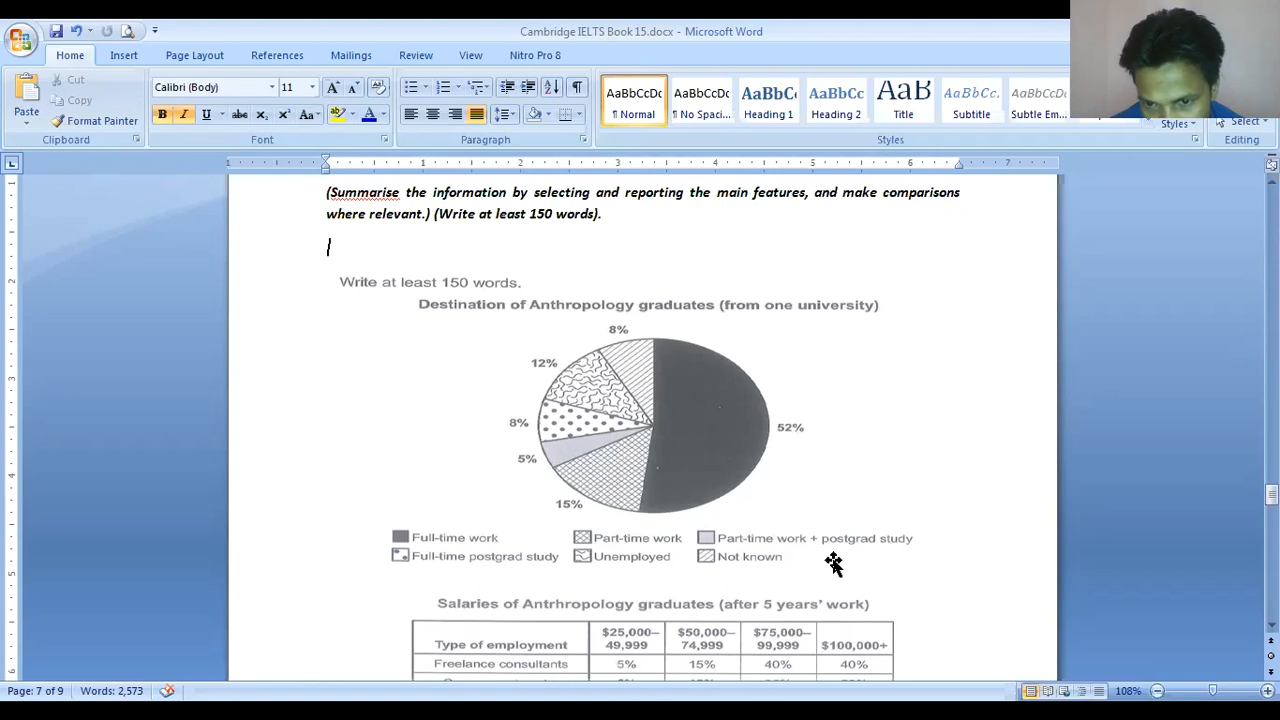 Cambridge IELTS Book 15.docx - Microsoft Word
Home Insert Page Layout References Mailings Review View Nitro Pro 8
Paste
Cut
Copy
Format Painter
Clipboard
Calibri (Body) 11
Font
Paragraph
AaBbCcDc AaBbCcDc AaBbC AaBbCc AaB AaBbCc. AaBbCcDc
¶ Normal ¶ No Spaci... Heading 1 Heading 2 Title Subtitle Subtle Em...
Styles
Styles
Select
Editing
(Summarise the information by selecting and reporting the main features, and make comparisons
where relevant.) (Write at least 150 words).
Write at least 150 words.
Destination of Anthropology graduates (from one university)
8%
12%
8%
52%
5%
15%
Full-time work Part-time work Part-time work + postgrad study
Full-time postgrad study Unemployed Not known
Salaries of Antrhropology graduates (after 5 years' work)
Type of employment $25,000–49,999 $50,000–74,999 $75,000–99,999 $100,000+
Freelance consultants 5% 15% 40% 40%
Page: 7 of 9 Words: 2,573 108%